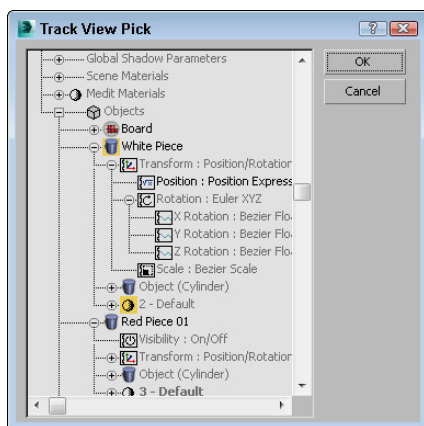 Track View Pick
Global Shadow Parameters
Scene Materials
Medit Materials
Objects
Board
White Piece
Transform : Position/Rotation
Position : Position Express
Rotation : Euler XYZ
X Rotation : Bezier Flo
Y Rotation : Bezier Flo
Z Rotation : Bezier Flo
Scale : Bezier Scale
Object (Cylinder)
2 - Default
Red Piece 01
Visibility : On/Off
Transform : Position/Rotation
Object (Cylinder)
3 - Default
OK
Cancel